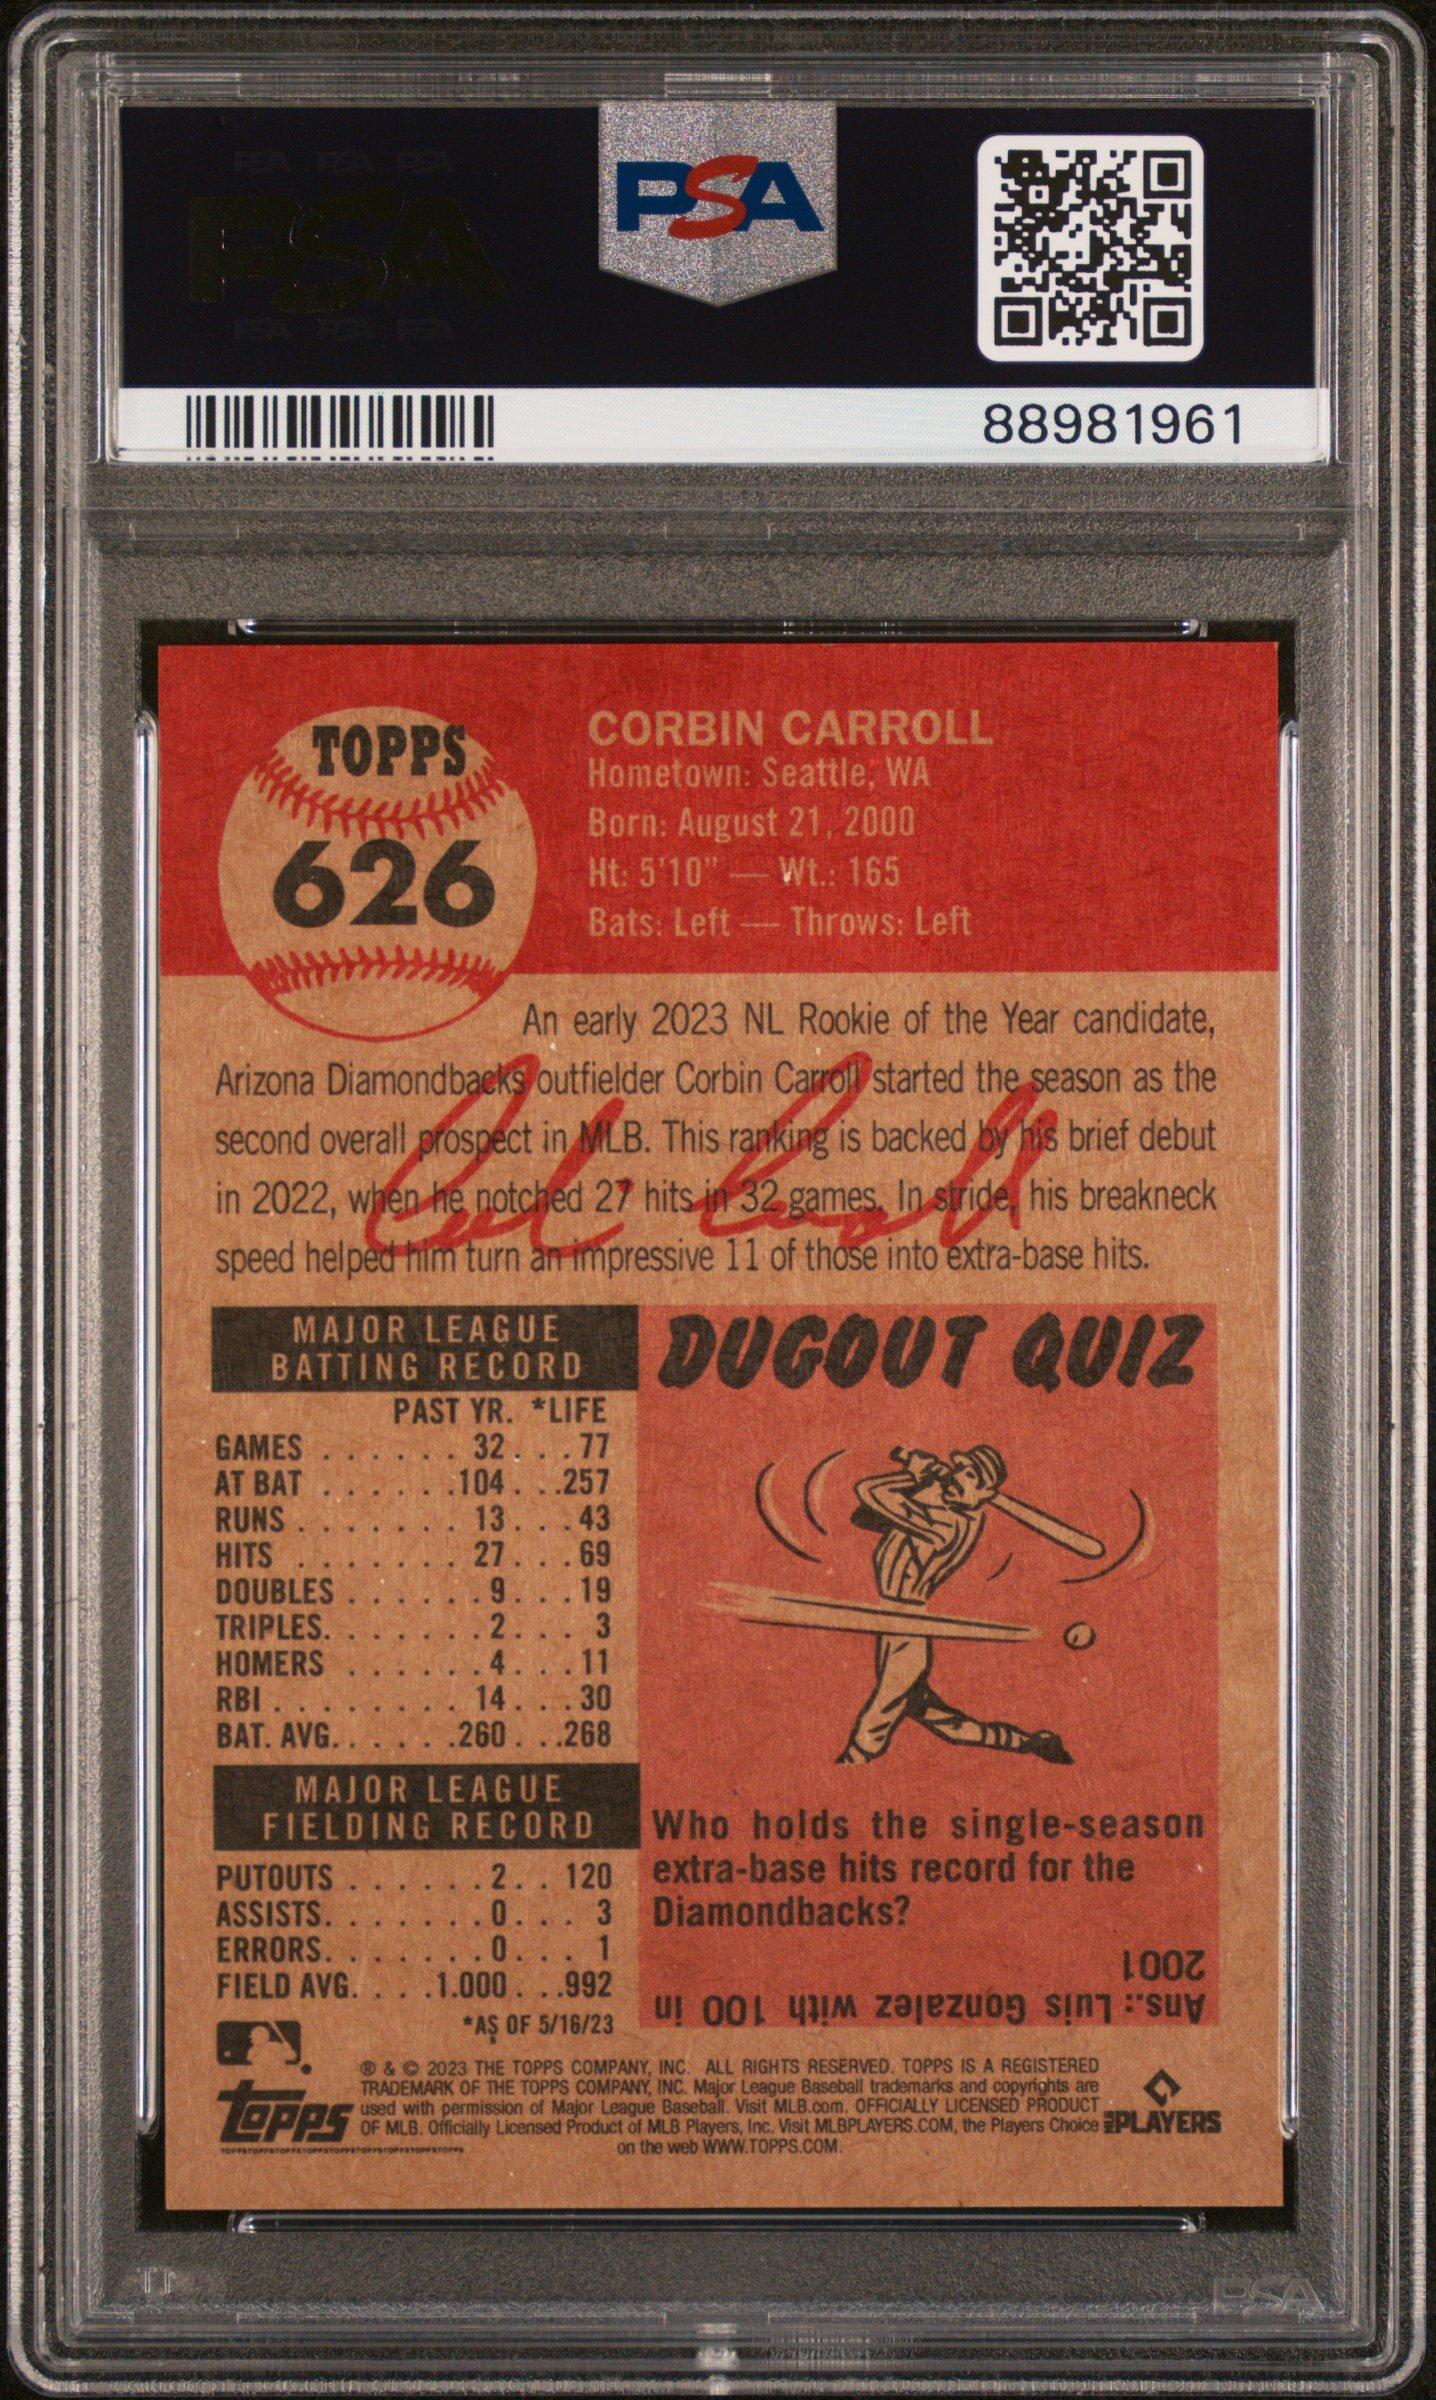 PSA PSA PSA
PSA
PSA PSA PSA
PSA
88981961
TOPPS
626
CORBIN CARROLL
Hometown: Seattle, WA
Born: August 21, 2000
Ht: 5'10" — Wt.: 165
Bats: Left — Throws: Left
An early 2023 NL Rookie of the Year candidate,
Arizona Diamondbacks outfielder Corbin Carroll started the season as the
second overall prospect in MLB. This ranking is backed by his brief debut
in 2022, when he notched 27 hits in 32 games. In stride, his breakneck
speed helped him turn an impressive 11 of those into extra-base hits.
MAJOR LEAGUE
BATTING RECORD
PAST YR. *LIFE
GAMES . . . . . . 32 . . . 77
AT BAT . . . . . .104 . . .257
RUNS . . . . . . . 13 . . . 43
HITS . . . . . . . 27 . . . 69
DOUBLES . . . . . . 9 . . . 19
TRIPLES. . . . . . . 2 . . . 3
HOMERS . . . . . . 4 . . . 11
RBI . . . . . . . . 14 . . . 30
BAT. AVG. . . . . .260 . . .268
MAJOR LEAGUE
FIELDING RECORD
PUTOUTS . . . . . . 2 . . 120
ASSISTS. . . . . . . 0 . . . 3
ERRORS. . . . . . . 0 . . . 1
FIELD AVG. . . .1.000 . . .992
*AS OF 5/16/23
DUGOUT QUIZ
Who holds the single-season
extra-base hits record for the
Diamondbacks?
Ans.: Luis Gonzalez with 100 in
2001
® & © 2023 THE TOPPS COMPANY, INC. ALL RIGHTS RESERVED. TOPPS IS A REGISTERED
TRADEMARK OF THE TOPPS COMPANY, INC. Major League Baseball trademarks and copyrights are
used with permission of Major League Baseball. Visit MLB.com. OFFICIALLY LICENSED PRODUCT
OF MLB. Officially Licensed Product of MLB Players, Inc. Visit MLBPLAYERS.COM, the Players Choice
on the web WWW.TOPPS.COM.
topps
TOPPSTOPPSTOPPSTOPPSTOPPSTOPPSTOPPSTOPPSTOPPS
MLB PLAYERS
PSA